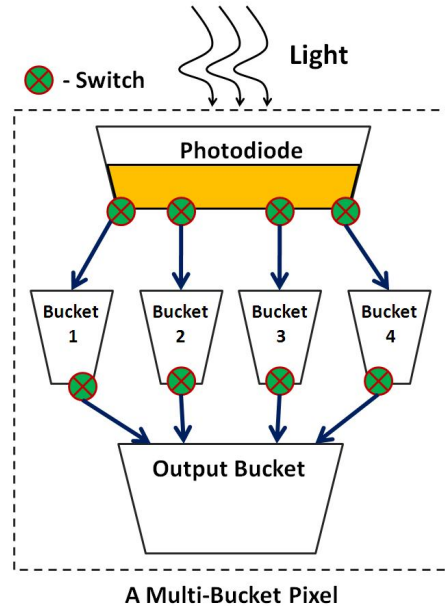 Light
- Switch
Photodiode
Bucket
1
Bucket
2
Bucket
3
Bucket
4
Output Bucket
A Multi-Bucket Pixel